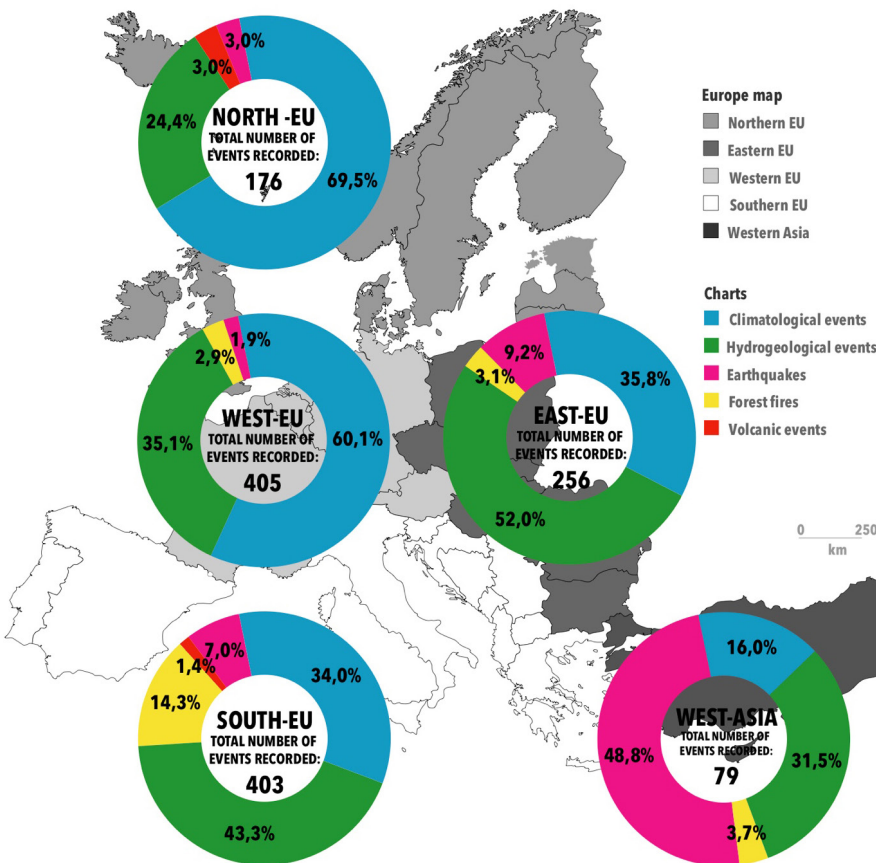 3,0%
3,0%
24,4%
69,5%
NORTH -EU
TOTAL NUMBER OF
EVENTS RECORDED:
176
Europe map
Northern EU
Eastern EU
Western EU
Southern EU
Western Asia
Charts
Climatological events
Hydrogeological events
Earthquakes
Forest fires
Volcanic events
1,9%
2,9%
35,1%
60,1%
WEST-EU
TOTAL NUMBER OF
EVENTS RECORDED:
405
9,2%
3,1%
35,8%
52,0%
EAST-EU
TOTAL NUMBER OF
EVENTS RECORDED:
256
0 250
km
7,0%
1,4%
14,3%
34,0%
43,3%
SOUTH-EU
TOTAL NUMBER OF
EVENTS RECORDED:
403
16,0%
48,8%
31,5%
3,7%
WEST-ASIA
TOTAL NUMBER OF
EVENTS RECORDED:
79